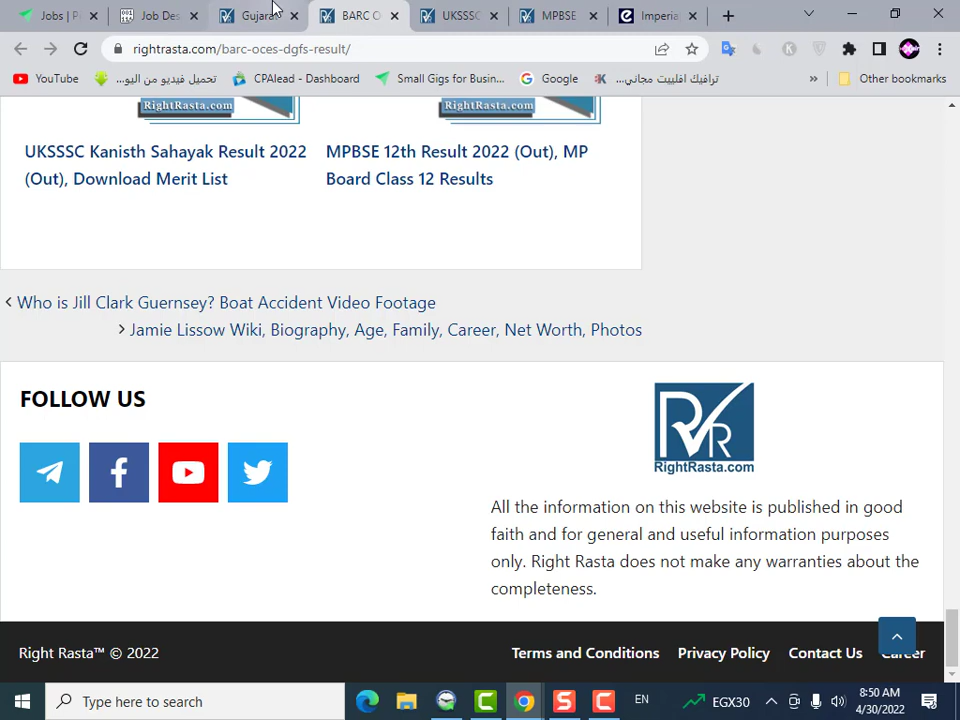 Jobs | P
Job Des
Gujara
BARC O
UKSSSC
MPBSE
Imperia
rightrasta.com/barc-oces-dgfs-result/
YouTube
تحميل فيديو من اليو...
CPAlead - Dashboard
Small Gigs for Busin...
Google
ترافيك افلييت مجاني...
»
Other bookmarks
RightRasta.com
RightRasta.com
UKSSSC Kanisth Sahayak Result 2022
(Out), Download Merit List
MPBSE 12th Result 2022 (Out), MP
Board Class 12 Results
Who is Jill Clark Guernsey? Boat Accident Video Footage
Jamie Lissow Wiki, Biography, Age, Family, Career, Net Worth, Photos
FOLLOW US
RightRasta.com
All the information on this website is published in good
faith and for general and useful information purposes
only. Right Rasta does not make any warranties about the
completeness.
Right Rasta™ © 2022
Terms and Conditions
Privacy Policy
Contact Us
Career
Type here to search
EN
EGX30
8:50 AM
4/30/2022